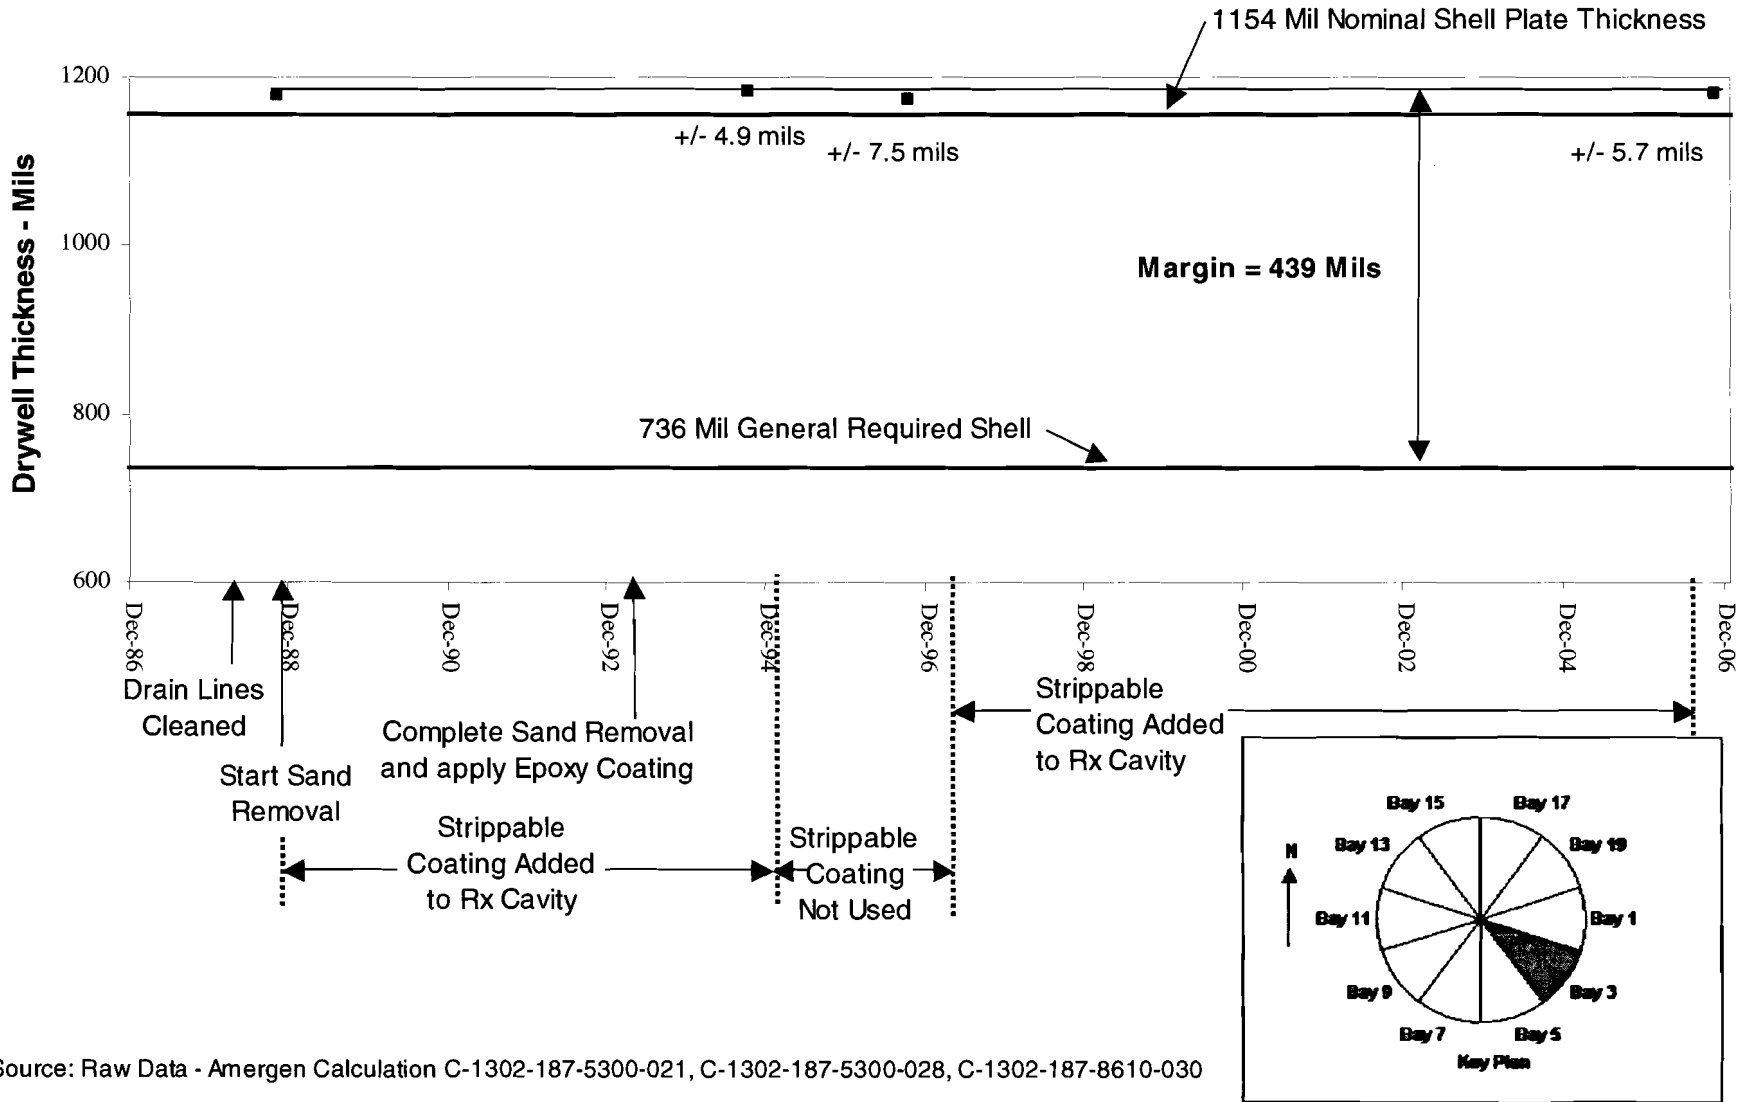 1154 Mil Nominal Shell Plate Thickness
Drywell Thickness - Mils
1200
1000
800
600
+/- 4.9 mils
+/- 7.5 mils
+/- 5.7 mils
Margin = 439 Mils
736 Mil General Required Shell
Dec-86
Dec-88
Dec-90
Dec-92
Dec-94
Dec-96
Dec-98
Dec-00
Dec-02
Dec-04
Dec-06
Drain Lines
Cleaned
Start Sand
Removal
Complete Sand Removal
and apply Epoxy Coating
Strippable
Coating Added
to Rx Cavity
Strippable
Coating
Not Used
Strippable
Coating Added
to Rx Cavity
N
Bay 15
Bay 17
Bay 13
Bay 19
Bay 11
Bay 1
Bay 9
Bay 3
Bay 7
Bay 5
Key Plan
Source: Raw Data - Amergen Calculation C-1302-187-5300-021, C-1302-187-5300-028, C-1302-187-8610-030